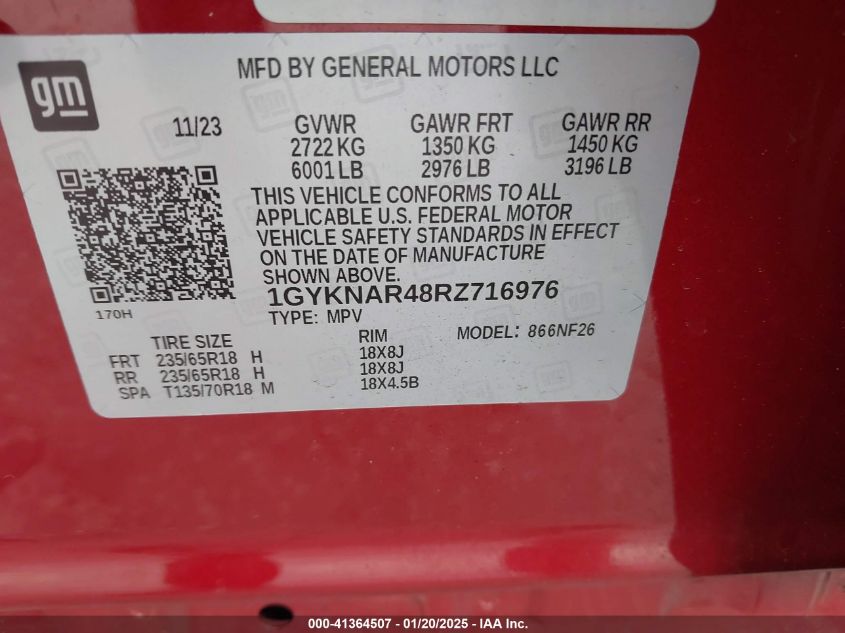 gm
MFD BY GENERAL MOTORS LLC
11/23 GVWR GAWR FRT GAWR RR
2722 KG 1350 KG 1450 KG
6001 LB 2976 LB 3196 LB
THIS VEHICLE CONFORMS TO ALL
APPLICABLE U.S. FEDERAL MOTOR
VEHICLE SAFETY STANDARDS IN EFFECT
ON THE DATE OF MANUFACTURE
SHOWN ABOVE.
1GYKNAR48RZ716976
170H
TYPE: MPV
MODEL: 866NF26
TIRE SIZE RIM
FRT 235/65R18 H 18X8J
RR 235/65R18 H 18X8J
SPA T135/70R18 M 18X4.5B
000-41364507 — 01/20/2025 — IAA Inc.